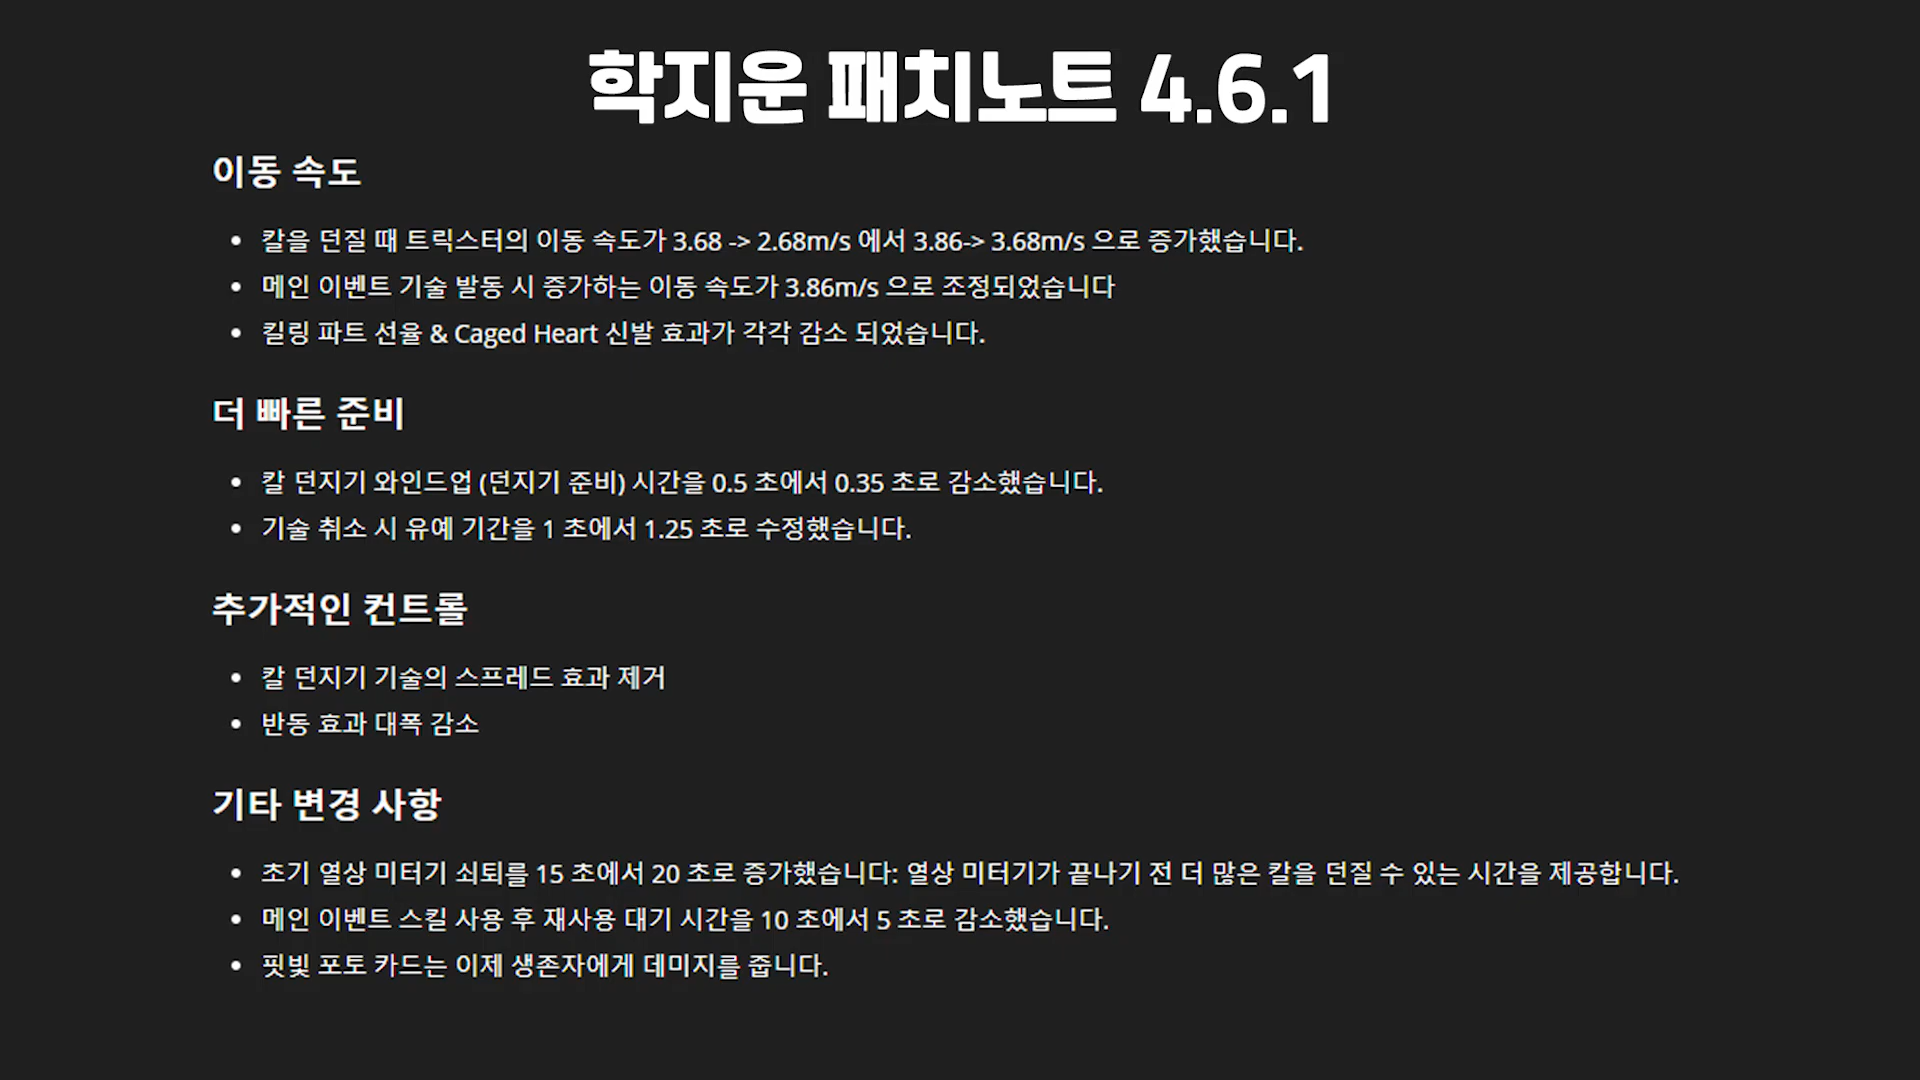 학지운 패치노트 4.6.1
이동 속도
• 칼을 던질 때 트릭스터의 이동 속도가 3.68 -> 2.68m/s 에서 3.86-> 3.68m/s 으로 증가했습니다.
• 메인 이벤트 기술 발동 시 증가하는 이동 속도가 3.86m/s 으로 조정되었습니다
• 킬링 파트 선율 & Caged Heart 신발 효과가 각각 감소 되었습니다.
더 빠른 준비
• 칼 던지기 와인드업 (던지기 준비) 시간을 0.5 초에서 0.35 초로 감소했습니다.
• 기술 취소 시 유예 기간을 1 초에서 1.25 초로 수정했습니다.
추가적인 컨트롤
• 칼 던지기 기술의 스프레드 효과 제거
• 반동 효과 대폭 감소
기타 변경 사항
• 초기 열상 미터기 쇠퇴를 15 초에서 20 초로 증가했습니다: 열상 미터기가 끝나기 전 더 많은 칼을 던질 수 있는 시간을 제공합니다.
• 메인 이벤트 스킬 사용 후 재사용 대기 시간을 10 초에서 5 초로 감소했습니다.
• 핏빛 포토 카드는 이제 생존자에게 데미지를 줍니다.